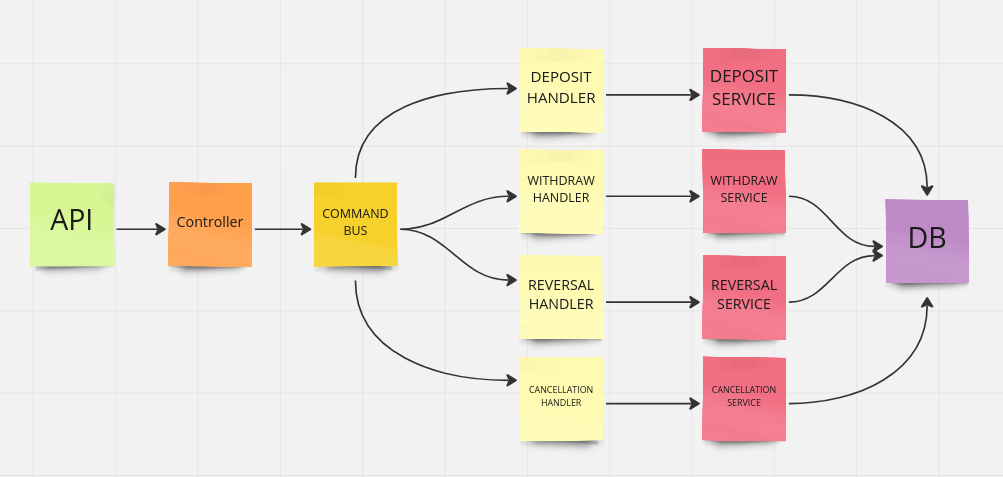 API
Controller
COMMAND
BUS
DEPOSIT
HANDLER
DEPOSIT
SERVICE
WITHDRAW
HANDLER
WITHDRAW
SERVICE
REVERSAL
HANDLER
REVERSAL
SERVICE
CANCELLATION
HANDLER
CANCELLATION
SERVICE
DB